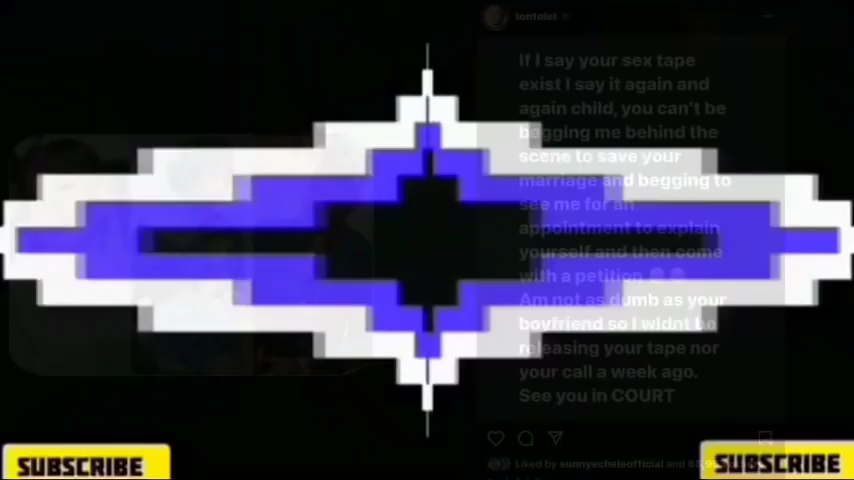 tontolet
If I say your sex tape
exist I say it again and
again child, you can't be
begging me behind the
scene to save your
marriage and begging to
see me for an
appointment to explain
yourself and then come
with a petition
Am not as dumb as your
boyfriend so I widnt be
releasing your tape nor
your call a week ago.
See you in COURT
Liked by sunnyecheleofficial and
SUBSCRIBE
SUBSCRIBE